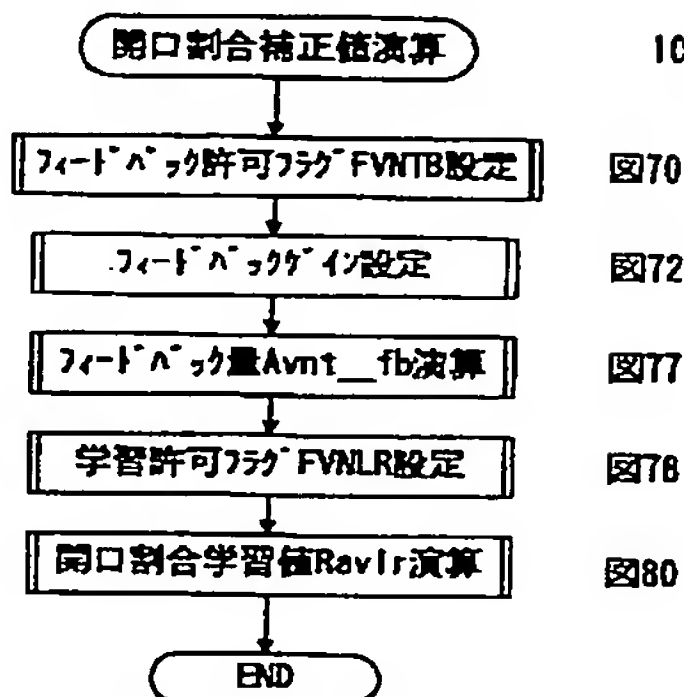 開口割合補正値演算
10
フィードバック許可フラグFVNTB設定
図70
フィードバックゲイン設定
図72
フィードバック量Avnt__fb演算
図77
学習許可フラグFVNLR設定
図78
開口割合学習値Ravlr演算
図80
END